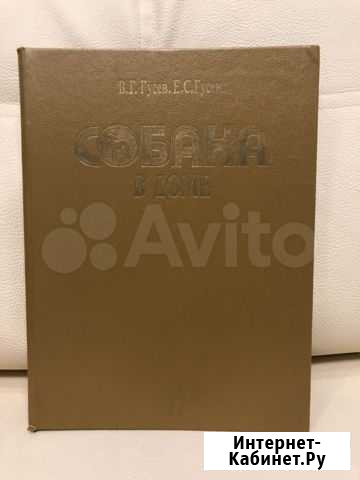 В.Г.Гусев, Е.С.Гусева
СОБАКА
В ДОМЕ
Avito
Интернет-
Кабинет.Ру